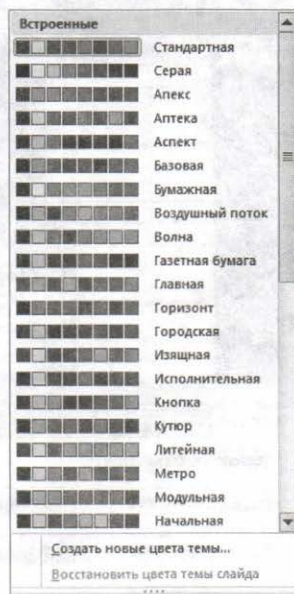 Встроенные
Стандартная
Серая
Апекс
Аптека
Аспект
Базовая
Бумажная
Воздушный поток
Волна
Газетная бумага
Главная
Горизонт
Городская
Изящная
Исполнительная
Кнопка
Кутюр
Литейная
Метро
Модульная
Начальная
Создать новые цвета темы...
Восстановить цвета темы слайда